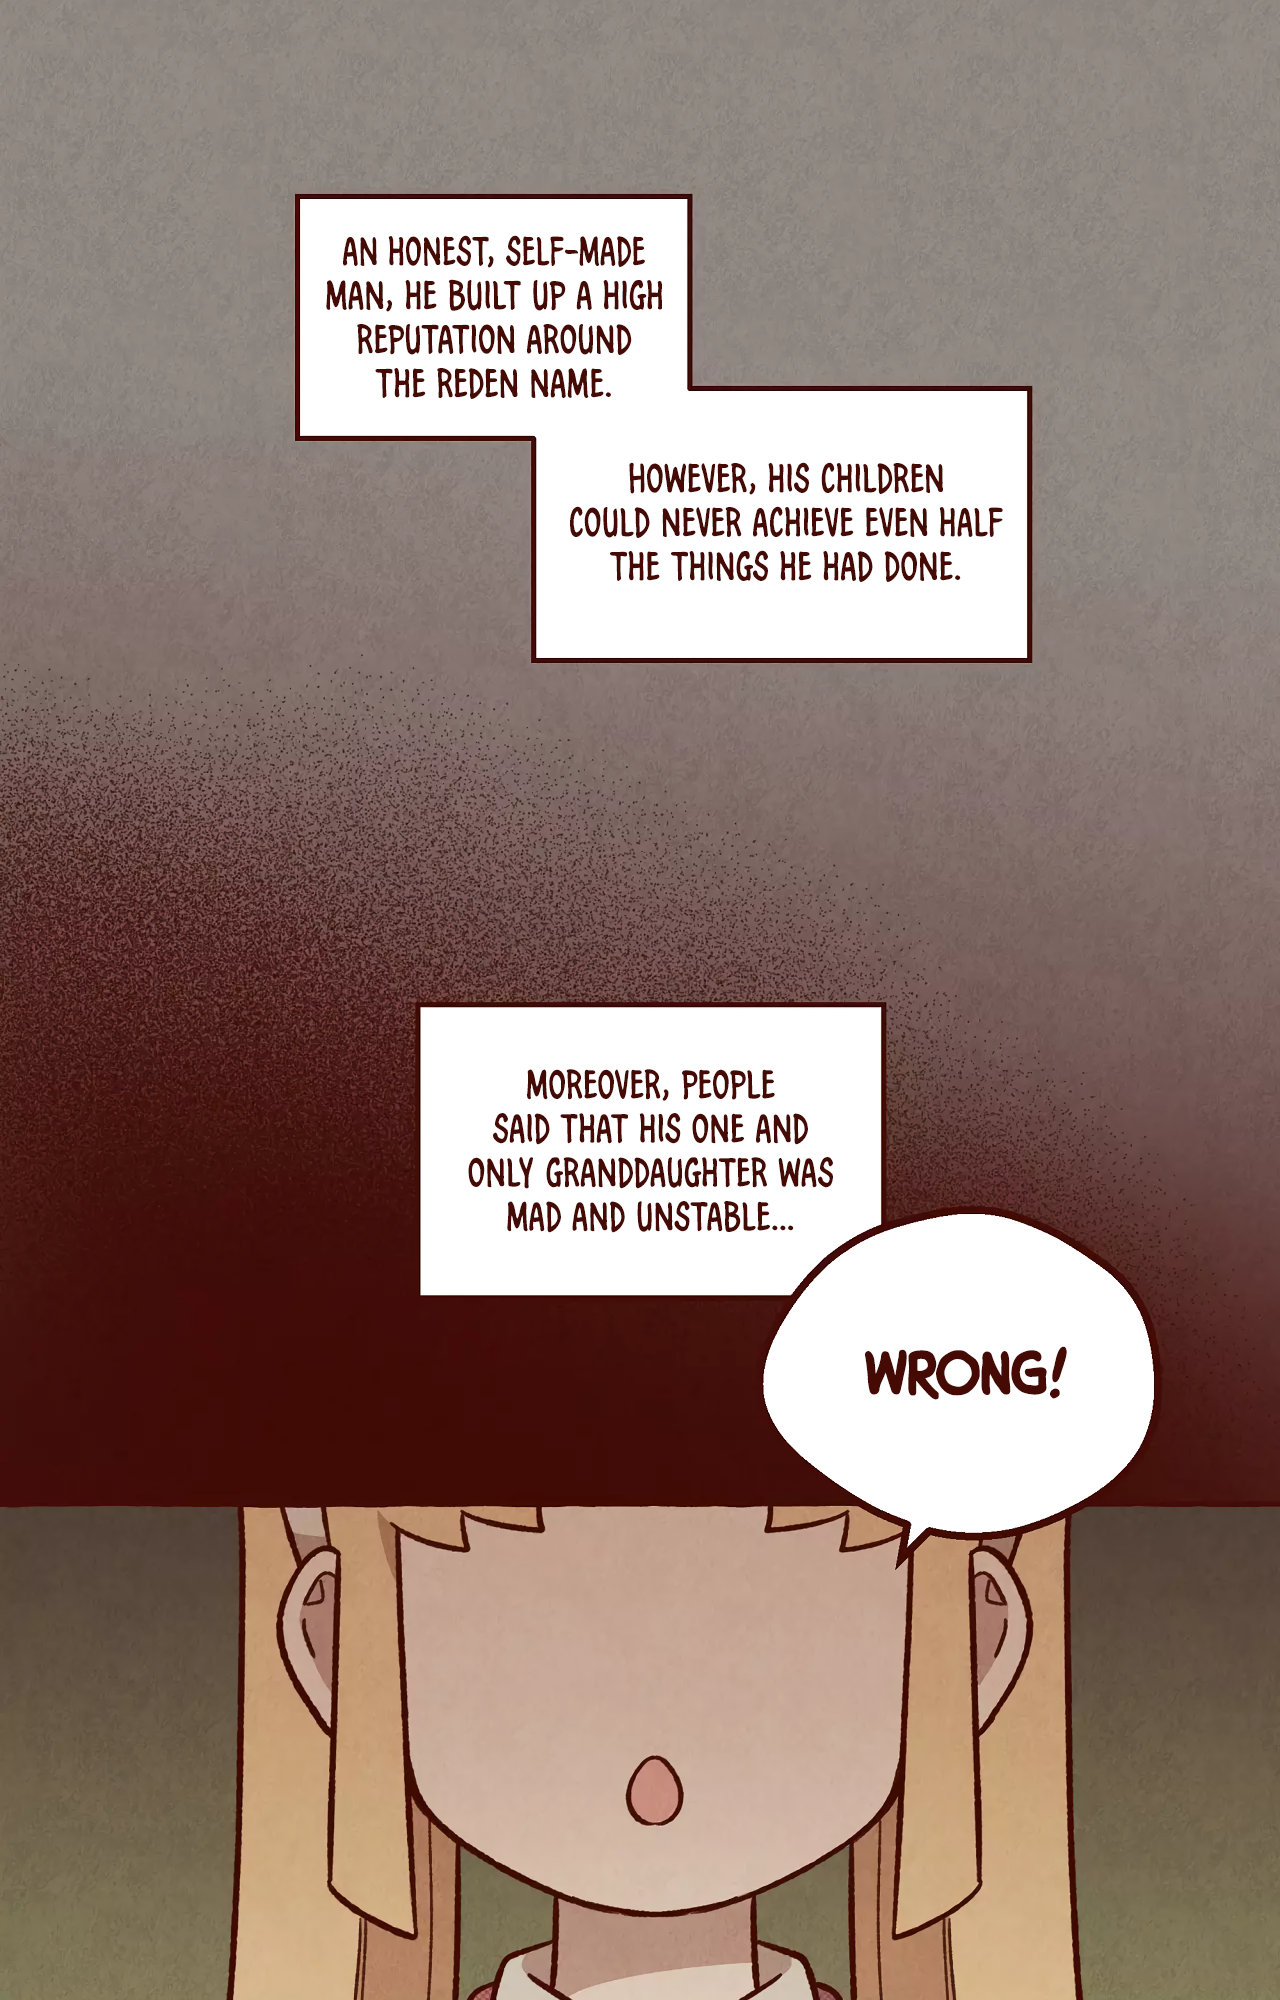 AN HONEST, SELF-MADE
MAN, HE BUILT UP A HIGH
REPUTATION AROUND
THE REDEN NAME.
HOWEVER, HIS CHILDREN
COULD NEVER ACHIEVE EVEN HALF
THE THINGS HE HAD DONE.
MOREOVER, PEOPLE
SAID THAT HIS ONE AND
ONLY GRANDDAUGHTER WAS
MAD AND UNSTABLE...
WRONG!